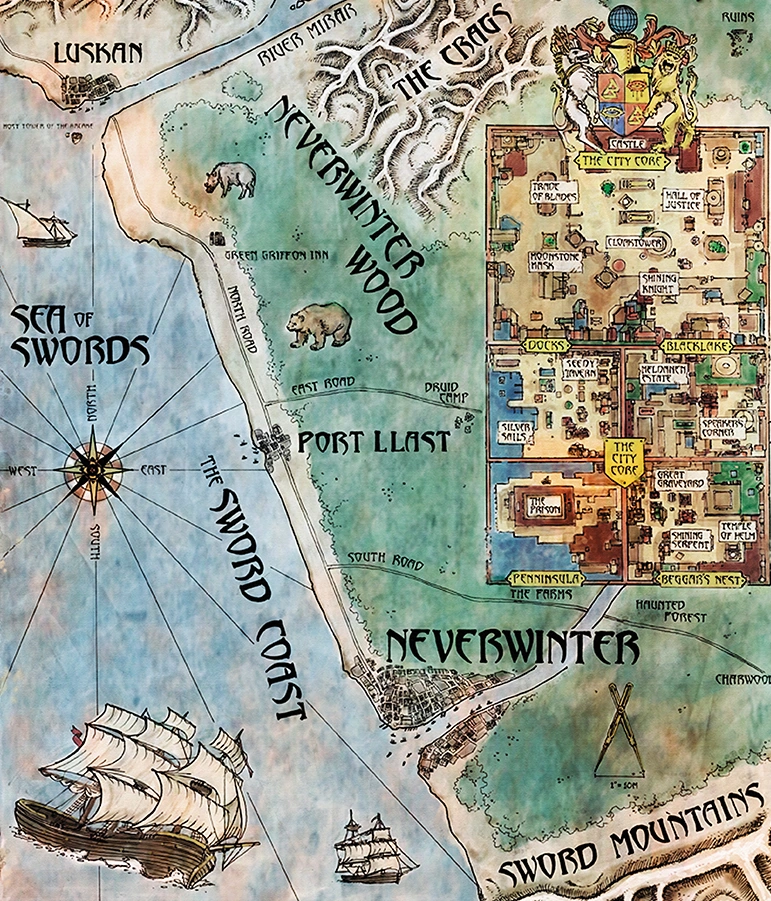 RUINS
LUSKAN
RIVER MIRAR
THE CRAGS
HOST TOWER OF THE ARCANE
NEVERWINTER
WOOD
GREEN GRIFFON INN
NORTH ROAD
SEA OF
SWORDS
NORTH
WEST
EAST
SOUTH
EAST ROAD
DRUID
CAMP
PORT LLAST
THE SWORD COAST
SOUTH ROAD
CASTLE
THE CITY CORE
TRADE
OF BLADES
HALL OF
JUSTICE
CLOAKTOWER
MOONSTONE
MASK
SHINING
KNIGHT
DOCKS
BLACKLAKE
SEEDY
TAVERN
MELDANEN
ESTATE
SILVER
SAILS
SPEAKERS
CORNER
THE
CITY
CORE
GREAT
GRAVEYARD
THE
PRISON
SHINING
SERPENT
TEMPLE
OF HELM
PENNINSULA
BEGGAR'S NEST
THE FARMS
HAUNTED
FOREST
NEVERWINTER
CHARWOOD
1"= 10M
SWORD MOUNTAINS